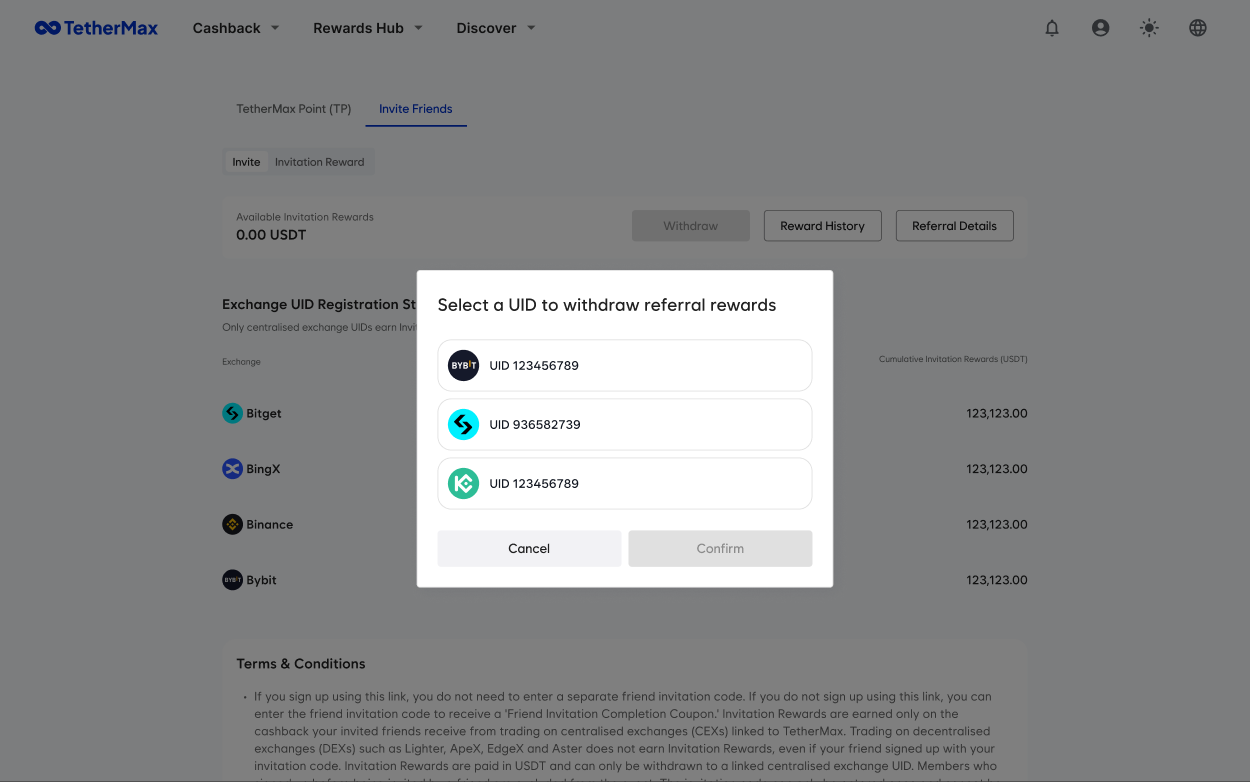 TetherMax
Cashback
Rewards Hub
Discover
TetherMax Point (TP)
Invite Friends
Invite
Invitation Reward
Available Invitation Rewards
0.00 USDT
Withdraw
Reward History
Referral Details
Select a UID to withdraw referral rewards
BYBIT
UID 123456789
UID 936582739
UID 123456789
Cancel
Confirm
Exchange UID Registration St
Only centralised exchange UIDs earn Invi
Exchange
Cumulative Invitation Rewards (USDT)
Bitget
123,123.00
BingX
123,123.00
Binance
123,123.00
BYBIT
Bybit
123,123.00
Terms & Conditions
• If you sign up using this link, you do not need to enter a separate friend invitation code. If you do not sign up using this link, you can
enter the friend invitation code to receive a 'Friend Invitation Completion Coupon.' Invitation Rewards are earned only on the
cashback your invited friends receive from trading on centralised exchanges (CEXs) linked to TetherMax. Trading on decentralised
exchanges (DEXs) such as Lighter, ApeX, EdgeX and Aster does not earn Invitation Rewards, even if your friend signed up with your
invitation code. Invitation Rewards are paid in USDT and can only be withdrawn to a linked centralised exchange UID. Members who